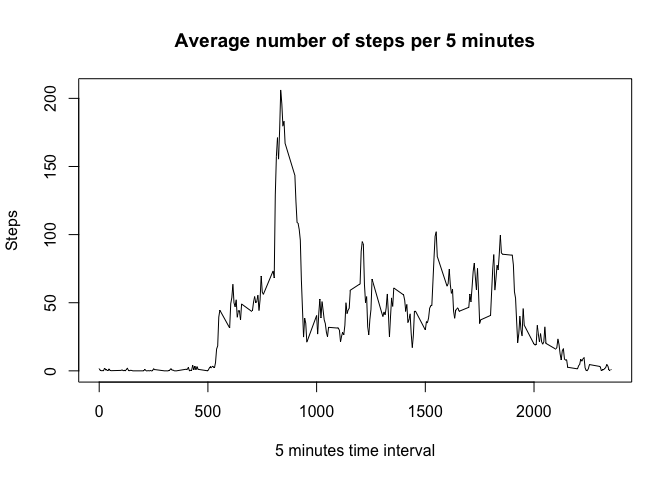 Average number of steps per 5 minutes
Steps
200
150
100
50
0
0 500 1000 1500 2000
5 minutes time interval